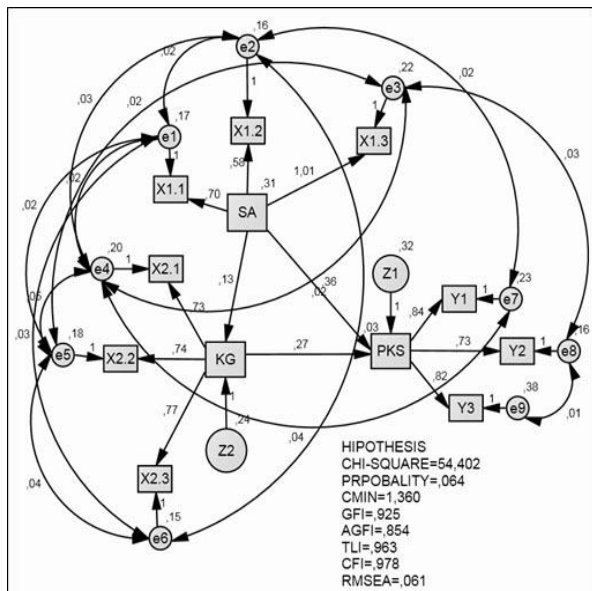 ,16
e2
,02
,03
,02
,22
e3
1
,02
,17
e1
1
X1.2
1
X1.3
,03
,58
1,01
1
X1.1
,70
,31
SA
,02
,02
,20
e4
1
X2.1
,13
,36
,02
,32
Z1
1
,23
e7
1
Y1
,84
,05
,03
,73
,18
e5
1
X2.2
,74
KG
,27
,03
PKS
,73
Y2
1
,16
e8
,82
Y3
1
,38
e9
,01
,77
1
,24
Z2
,04
,04
X2.3
1
,15
e6
HIPOTHESIS
CHI-SQUARE=54,402
PRPOBALITY=,064
CMIN=1,360
GFI=,925
AGFI=,854
TLI=,963
CFI=,978
RMSEA=,061